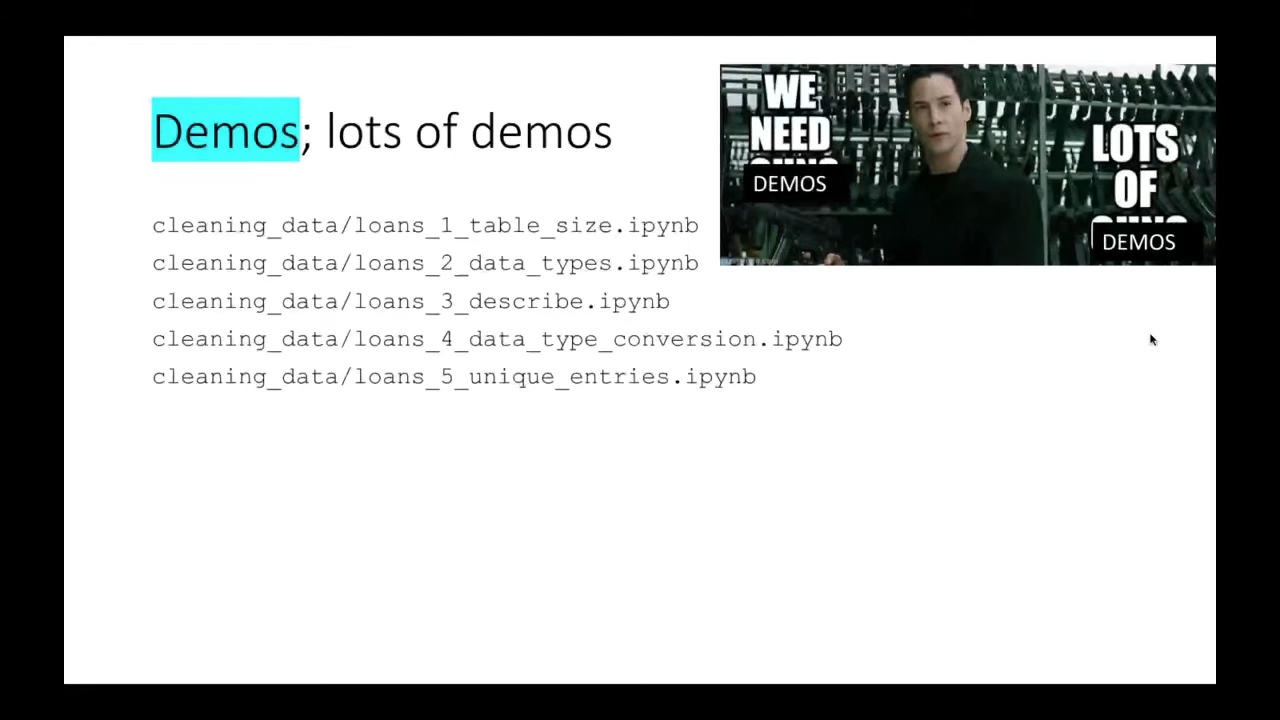 Demos; lots of demos
WE
NEED
DEMOS
LOTS
OF
DEMOS
cleaning_data/loans_1_table_size.ipynb
cleaning_data/loans_2_data_types.ipynb
cleaning_data/loans_3_describe.ipynb
cleaning_data/loans_4_data_type_conversion.ipynb
cleaning_data/loans_5_unique_entries.ipynb